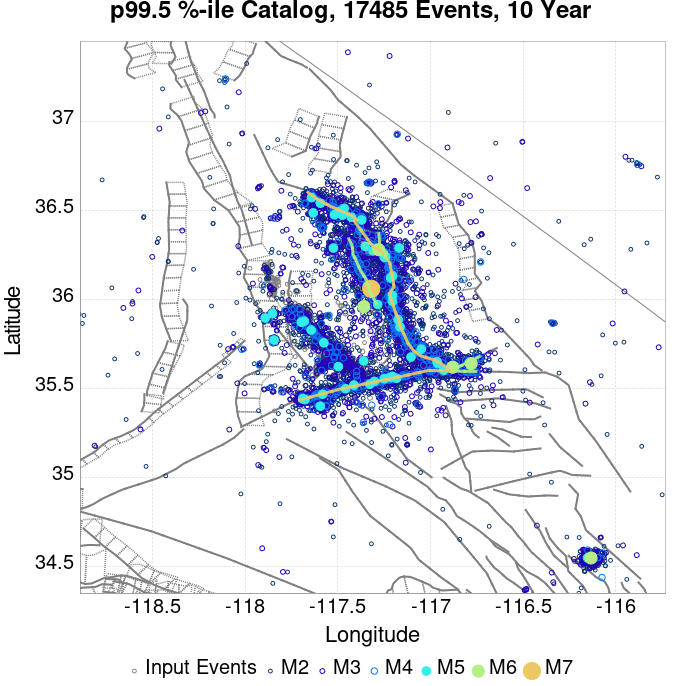 p99.5 %-ile Catalog, 17485 Events, 10 Year
37
36.5
36
35.5
35
34.5
Latitude
-118.5 -118 -117.5 -117 -116.5 -116
Longitude
Input Events M2 M3 M4 M5 M6 M7